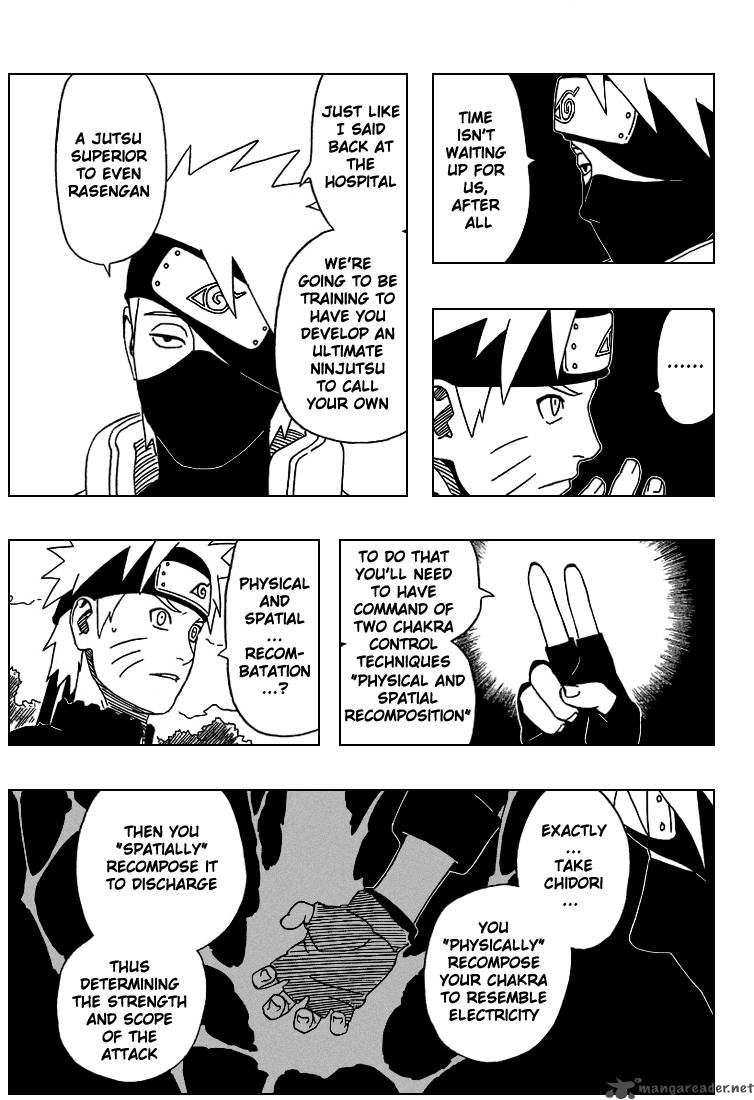 TIME
ISN'T
WAITING
UP FOR
US,
AFTER
ALL
JUST LIKE
I SAID
BACK AT
THE
HOSPITAL
WE'RE
GOING TO BE
TRAINING TO
HAVE YOU
DEVELOP AN
ULTIMATE
NINJUTSU
TO CALL
YOUR OWN
A JUTSU
SUPERIOR
TO EVEN
RASENGAN
......
TO DO THAT
YOU'LL NEED
TO HAVE
COMMAND OF
TWO CHAKRA
CONTROL
TECHNIQUES
"PHYSICAL AND
SPATIAL
RECOMPOSITION"
PHYSICAL
AND
SPATIAL
...
RECOM-
BATATION
...?
EXACTLY
...
TAKE
CHIDORI
...
YOU
"PHYSICALLY"
RECOMPOSE
YOUR CHAKRA
TO RESEMBLE
ELECTRICITY
THEN YOU
"SPATIALLY"
RECOMPOSE IT
TO DISCHARGE
THUS
DETERMINING
THE STRENGTH
AND SCOPE
OF THE
ATTACK
mangareader.net